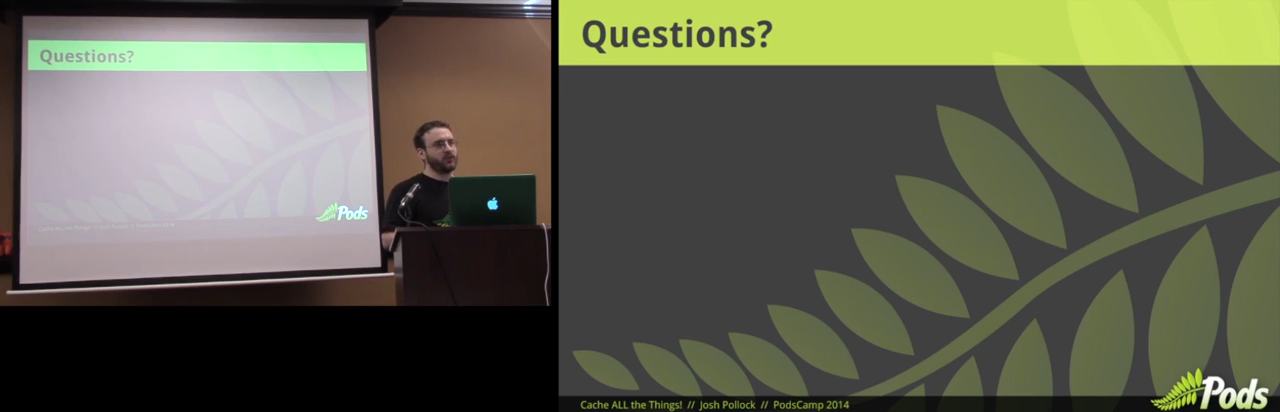 Questions?
Pods
Questions?
Cache ALL the Things! // Josh Pollock // PodsCamp 2014
Pods